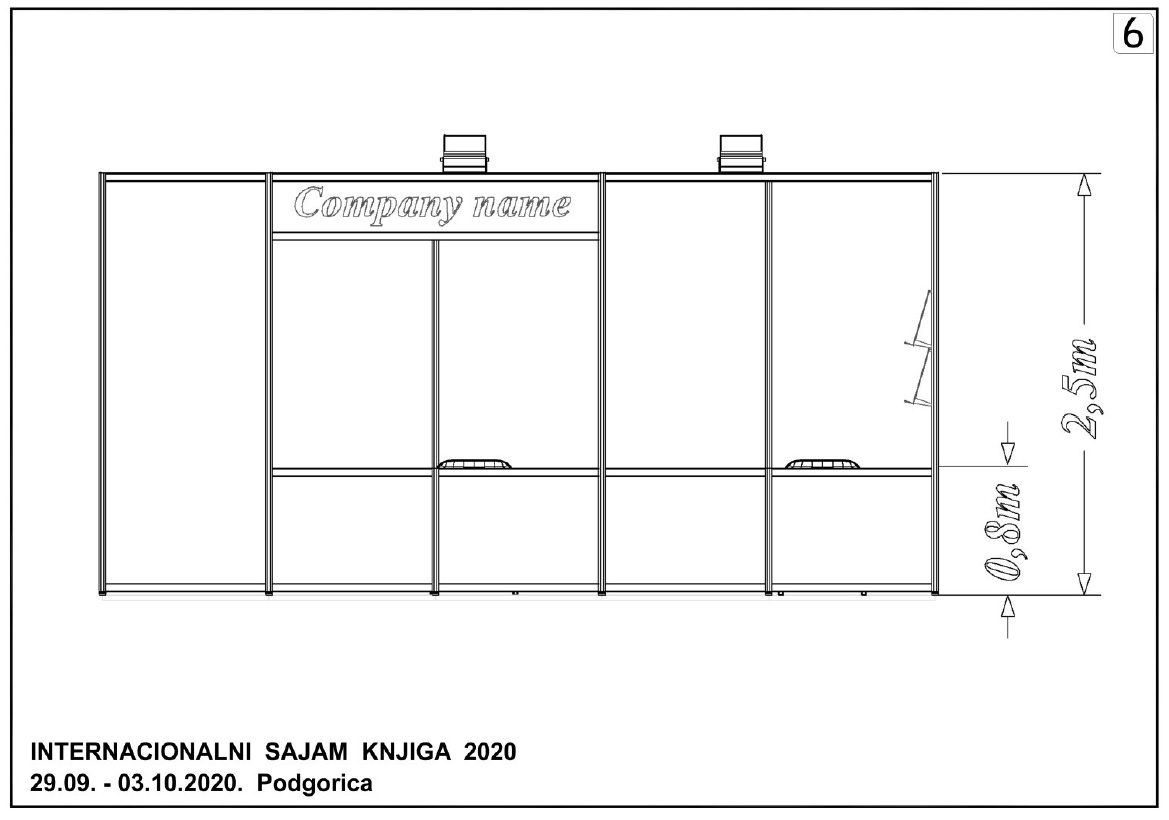 6
Company name
2,5m
0,8m
INTERNACIONALNI SAJAM KNJIGA 2020
29.09. - 03.10.2020. Podgorica